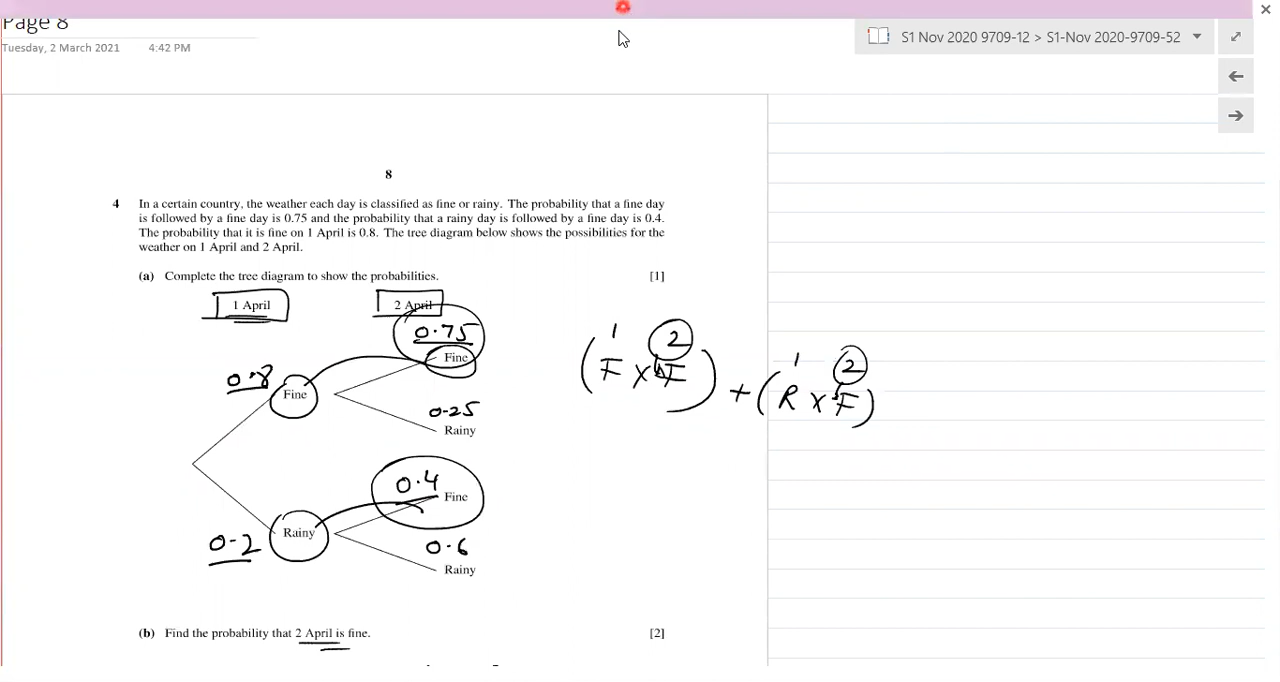 Page 8
Tuesday, 2 March 2021 4:42 PM
S1 Nov 2020 9709-12 > S1-Nov 2020-9709-52
8
4 In a certain country, the weather each day is classified as fine or rainy. The probability that a fine day
is followed by a fine day is 0.75 and the probability that a rainy day is followed by a fine day is 0.4.
The probability that it is fine on 1 April is 0.8. The tree diagram below shows the possibilities for the
weather on 1 April and 2 April.
(a) Complete the tree diagram to show the probabilities. [1]
1 April 2 April
0.75
Fine
0.8
Fine
0.25
Rainy
0.4
Fine
0.2
Rainy
0.6
Rainy
1 2 1 2
(F × F) + (R × F)
(b) Find the probability that 2 April is fine. [2]